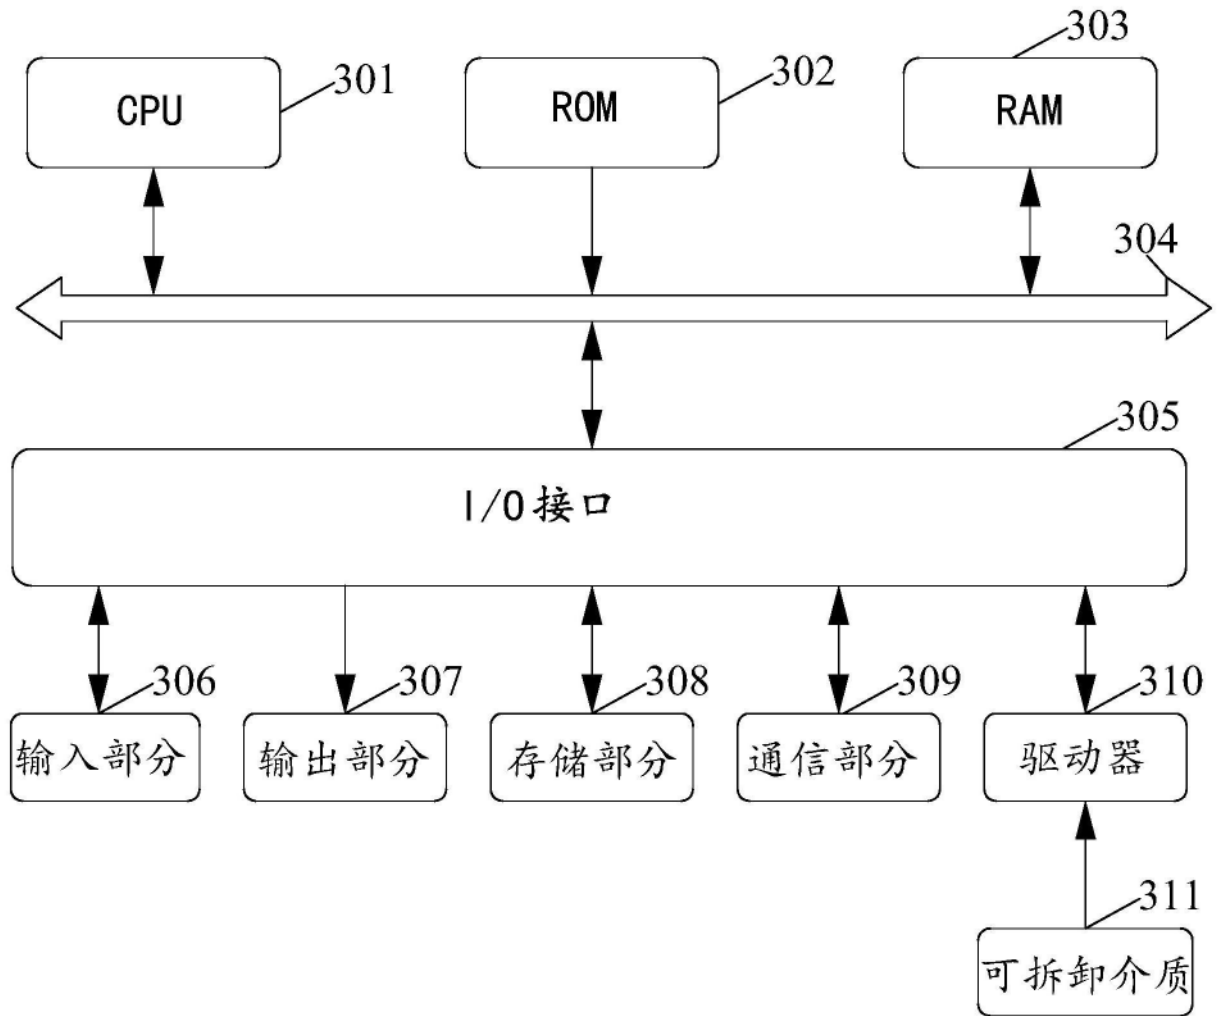 303
301
302
CPU
ROM
RAM
304
305
I/O接口
306
307
308
309
310
输入部分
输出部分
存储部分
通信部分
驱动器
311
可拆卸介质